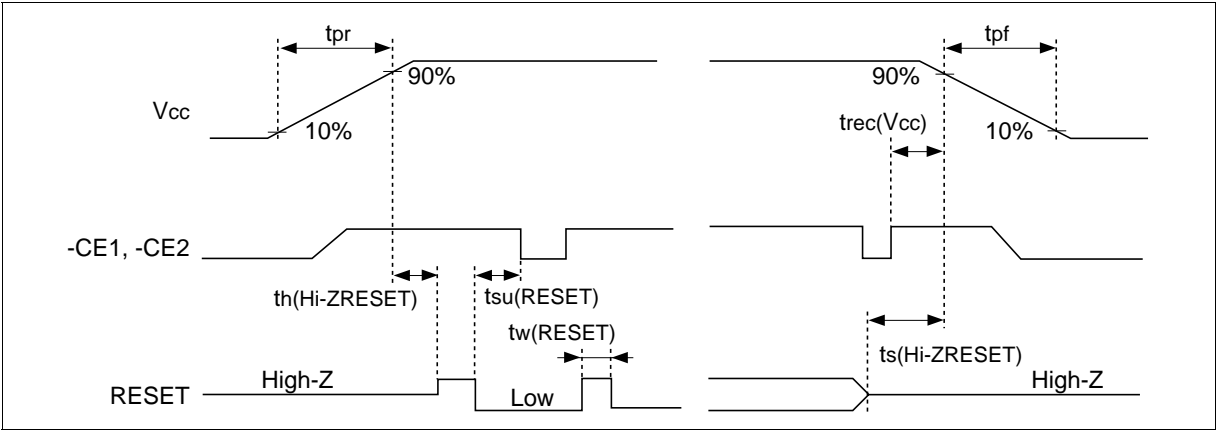 tpr
tpf
90%
90%
Vcc
10%
trec(Vcc)
10%
-CE1, -CE2
th(Hi-ZRESET)
tsu(RESET)
tw(RESET)
ts(Hi-ZRESET)
RESET
High-Z
Low
High-Z